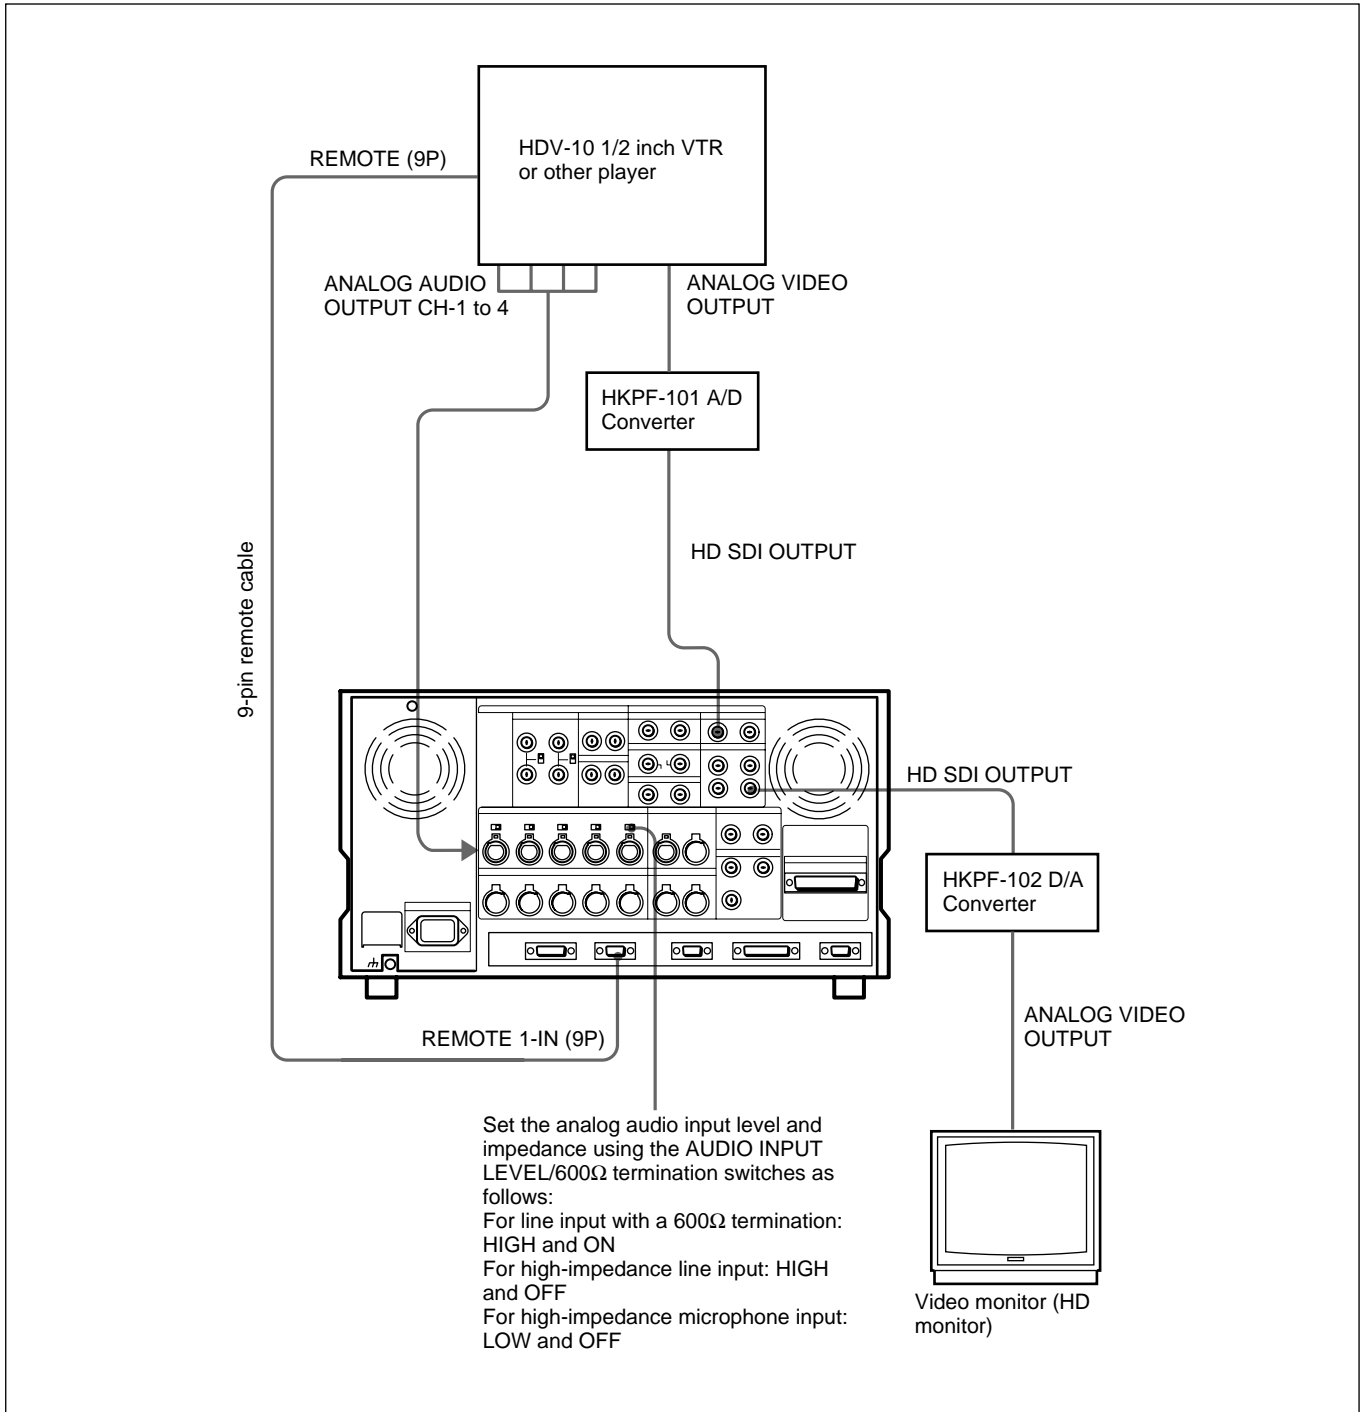 HDV-10 1/2 inch VTR
or other player
REMOTE (9P)
ANALOG AUDIO
OUTPUT CH-1 to 4
ANALOG VIDEO
OUTPUT
HKPF-101 A/D
Converter
HD SDI OUTPUT
9-pin remote cable
HD SDI OUTPUT
HKPF-102 D/A
Converter
REMOTE 1-IN (9P)
ANALOG VIDEO
OUTPUT
Set the analog audio input level and
impedance using the AUDIO INPUT
LEVEL/600Ω termination switches as
follows:
For line input with a 600Ω termination:
HIGH and ON
For high-impedance line input: HIGH
and OFF
For high-impedance microphone input:
LOW and OFF
Video monitor (HD
monitor)